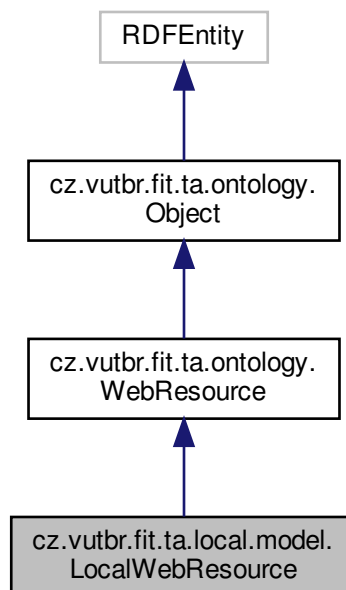 RDFEntity
cz.vutbr.fit.ta.ontology.
Object
cz.vutbr.fit.ta.ontology.
WebResource
cz.vutbr.fit.ta.local.model.
LocalWebResource